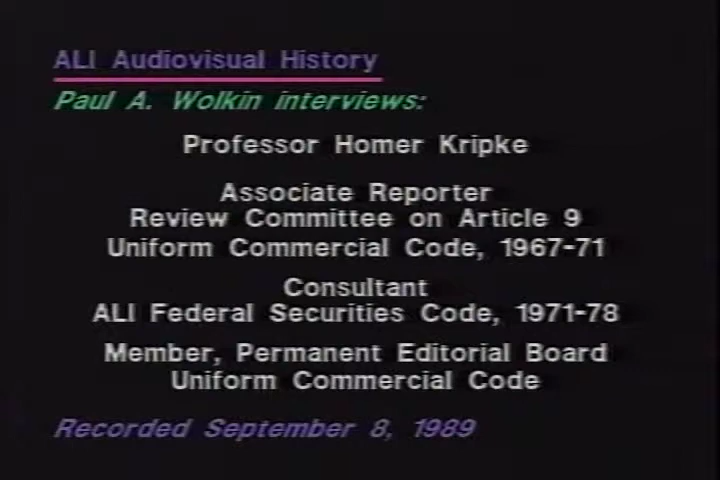 ALI Audiovisual History
Paul A. Wolkin interviews:
Professor Homer Kripke
Associate Reporter
Review Committee on Article 9
Uniform Commercial Code, 1967-71
Consultant
ALI Federal Securities Code, 1971-78
Member, Permanent Editorial Board
Uniform Commercial Code
Recorded September 8, 1989